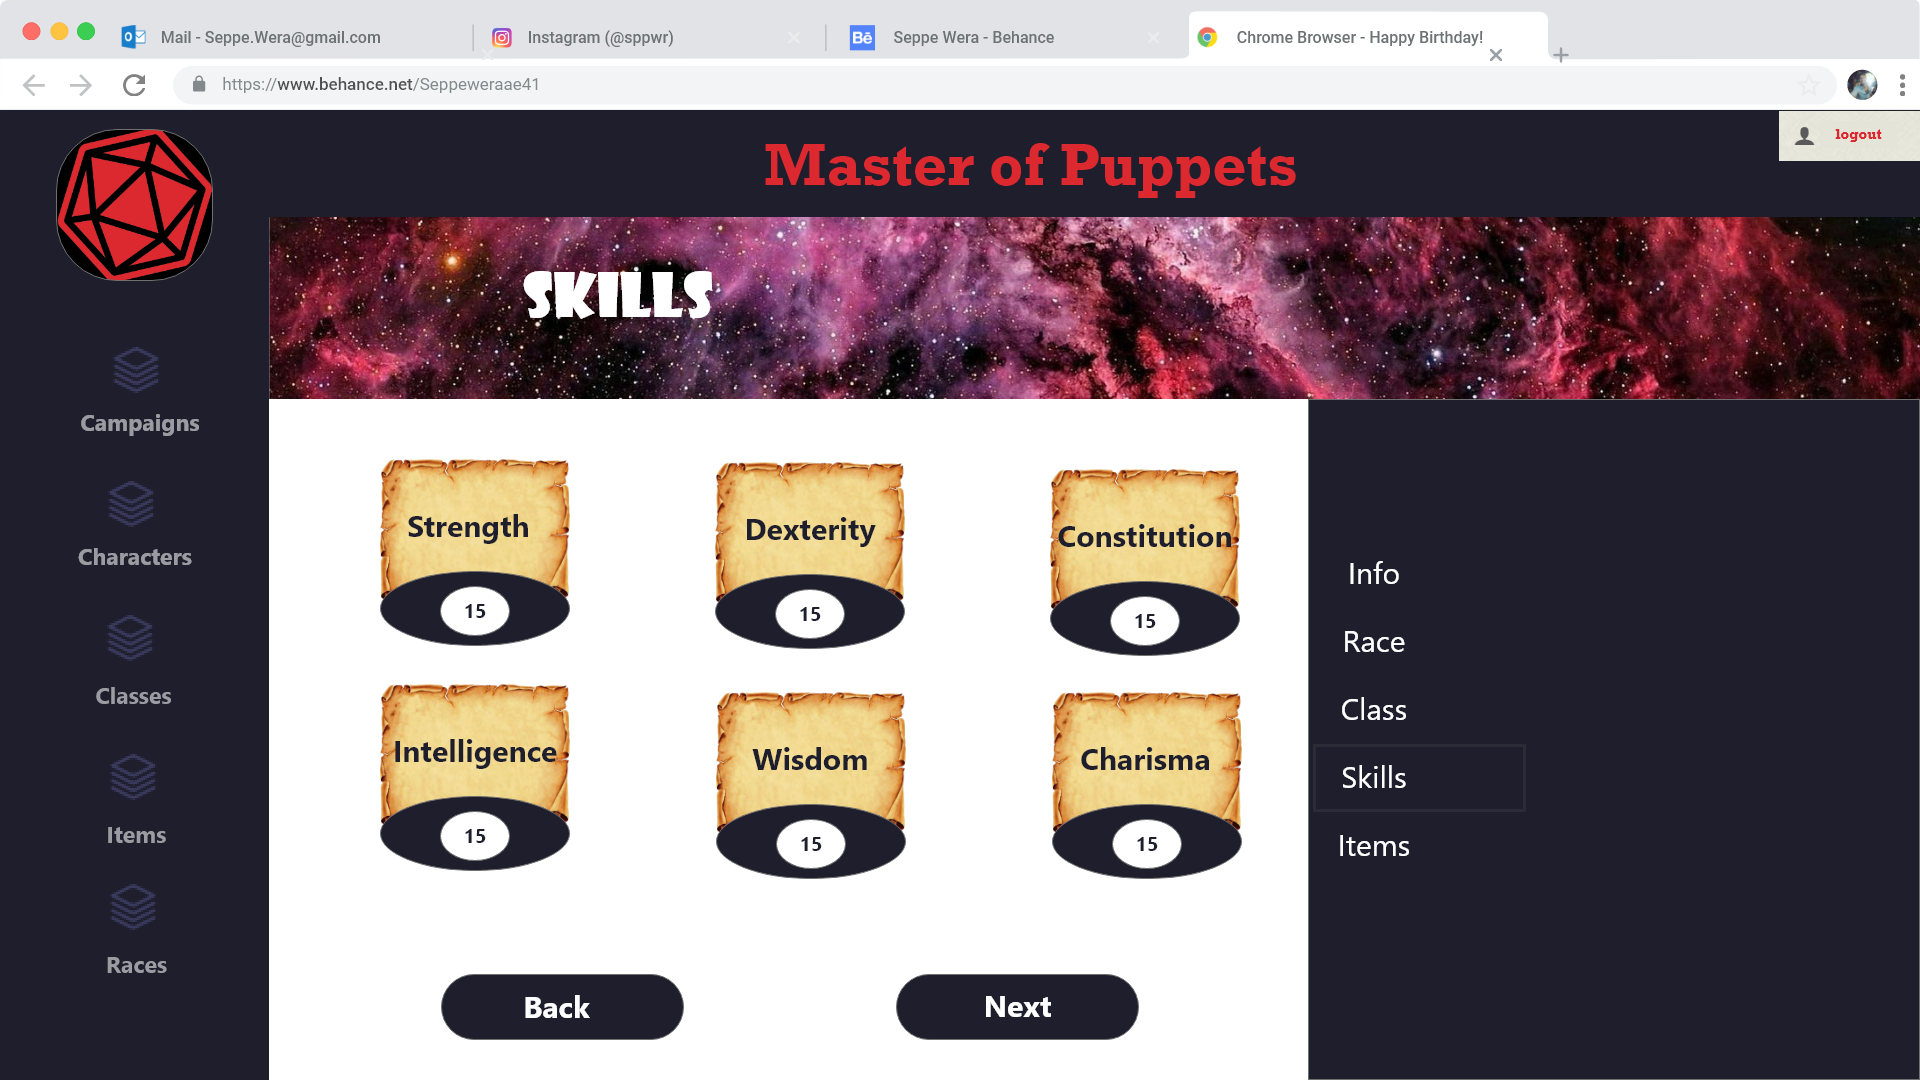 Mail - Seppe.Wera@gmail.com
Instagram (@sppwr)
Bē
Seppe Wera - Behance
Chrome Browser - Happy Birthday!
https://www.behance.net/Seppeweraae41
logout
Master of Puppets
SKILLS
Campaigns
Characters
Classes
Items
Races
Strength
15
Dexterity
15
Constitution
15
Intelligence
15
Wisdom
15
Charisma
15
Back
Next
Info
Race
Class
Skills
Items